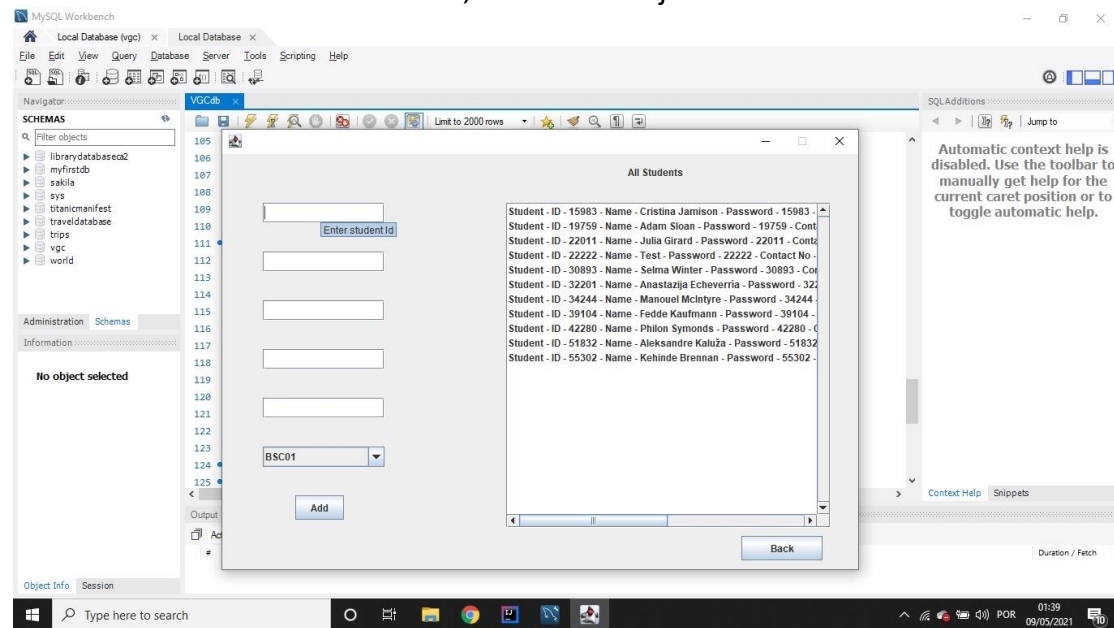 MySQL Workbench
Local Database (vgc) × Local Database ×
File Edit View Query Database Server Tools Scripting Help
Navigator
SCHEMAS
Filter objects
librarydatabaseca2
myfirstdb
sakila
sys
titanicmanifest
traveldatabase
trips
vgc
world
Administration Schemas
Information
No object selected
Object Info Session
VGCdb ×
Limit to 2000 rows
105
106
107
108
109
110
111
112
113
114
115
116
117
118
119
120
121
122
123
124
125
Output
#
Enter student Id
BSC01
Add
All Students
Student - ID - 15983 - Name - Cristina Jamison - Password - 15983 -
Student - ID - 19759 - Name - Adam Sloan - Password - 19759 - Cont
Student - ID - 22011 - Name - Julia Girard - Password - 22011 - Conta
Student - ID - 22222 - Name - Test - Password - 22222 - Contact No -
Student - ID - 30893 - Name - Selma Winter - Password - 30893 - Con
Student - ID - 32201 - Name - Anastazija Echeverria - Password - 322
Student - ID - 34244 - Name - Manouel McIntyre - Password - 34244 -
Student - ID - 39104 - Name - Fedde Kaufmann - Password - 39104 -
Student - ID - 42280 - Name - Philon Symonds - Password - 42280 - C
Student - ID - 51832 - Name - Aleksandre Kaluža - Password - 51832
Student - ID - 55302 - Name - Kehinde Brennan - Password - 55302 -
Back
SQLAdditions
Jump to
Automatic context help is
disabled. Use the toolbar to
manually get help for the
current caret position or to
toggle automatic help.
Context Help Snippets
Duration / Fetch
Type here to search
POR
01:39
09/05/2021